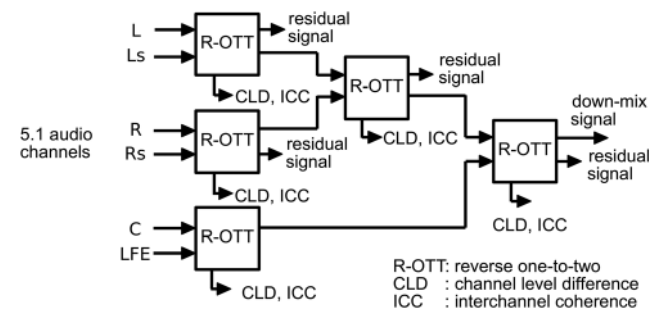 L
Ls
R-OTT
residual
signal
CLD, ICC
R-OTT
residual
signal
CLD, ICC
5.1 audio
channels
R
Rs
R-OTT
residual
signal
CLD, ICC
down-mix
signal
R-OTT
residual
signal
CLD, ICC
C
LFE
R-OTT
CLD, ICC
R-OTT: reverse one-to-two
CLD : channel level difference
ICC : interchannel coherence